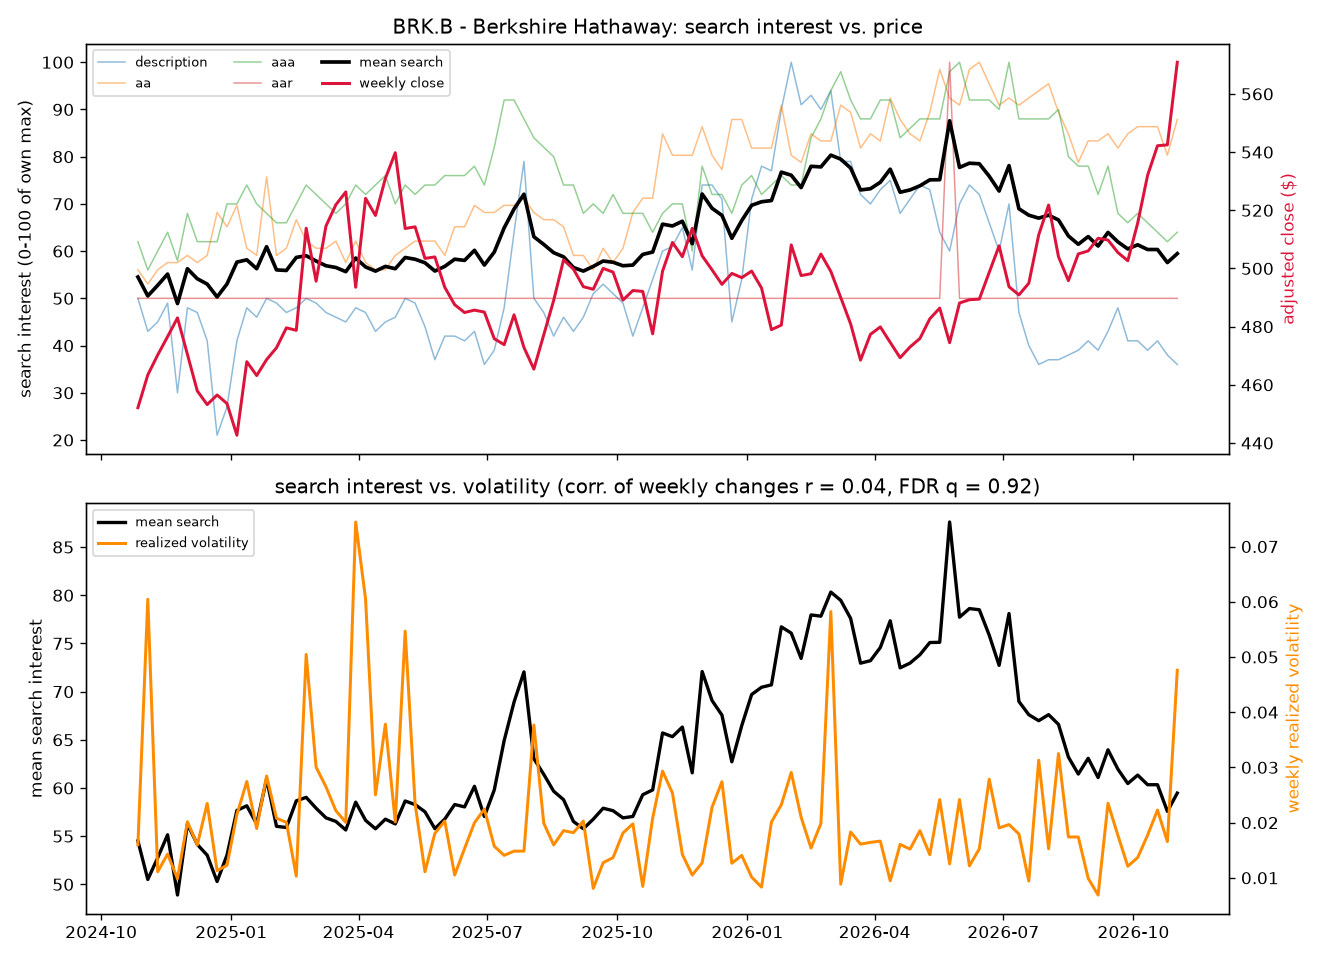 BRK.B - Berkshire Hathaway: search interest vs. price
description
aa
aaa
aar
mean search
weekly close
search interest (0-100 of own max)
100
90
80
70
60
50
40
30
20
adjusted close ($)
560
540
520
500
480
460
440
search interest vs. volatility (corr. of weekly changes r = 0.04, FDR q = 0.92)
mean search
realized volatility
mean search interest
85
80
75
70
65
60
55
50
weekly realized volatility
0.07
0.06
0.05
0.04
0.03
0.02
0.01
2024-10
2025-01
2025-04
2025-07
2025-10
2026-01
2026-04
2026-07
2026-10